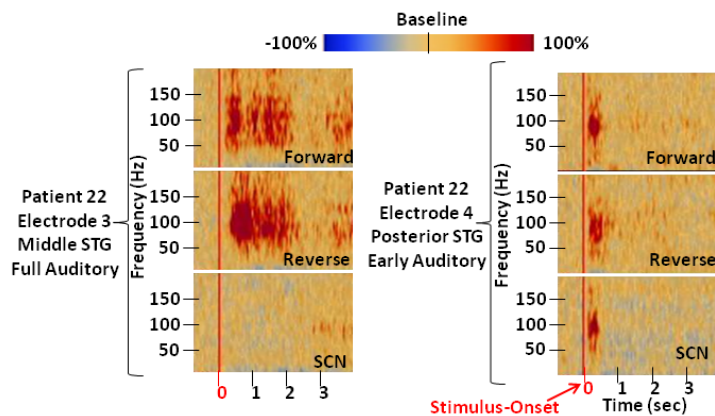 Baseline
-100% 100%
150
100
50
Forward
150
100
50
Reverse
150
100
50
SCN
0 1 2 3
Frequency (Hz)
Patient 22
Electrode 3
Middle STG
Full Auditory
150
100
50
Forward
150
100
50
Reverse
150
100
50
SCN
0 1 2 3
Frequency (Hz)
Patient 22
Electrode 4
Posterior STG
Early Auditory
Stimulus-Onset
Time (sec)